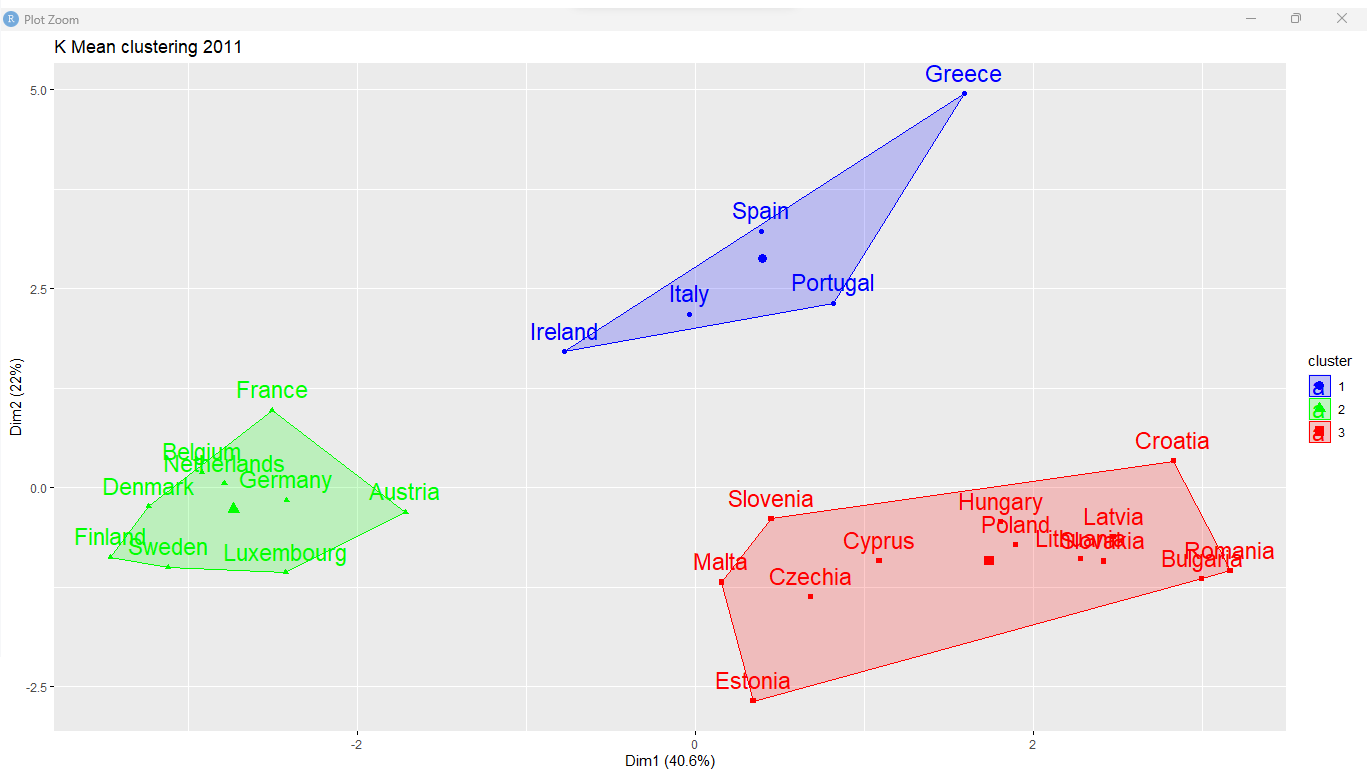 R Plot Zoom
K Mean clustering 2011
Greece
5.0
Spain
Portugal
Italy
2.5
Ireland
cluster
a 1
a 2
a 3
France
Dim2 (22%)
Croatia
Belgium
Netherlands
Germany
Denmark
Austria
0.0
Slovenia
Hungary
Latvia
Poland
Finland
Sweden
Luxembourg
Cyprus
Lithuania
Slovakia
Romania
Malta
Bulgaria
Czechia
Estonia
-2.5
-2
0
2
Dim1 (40.6%)